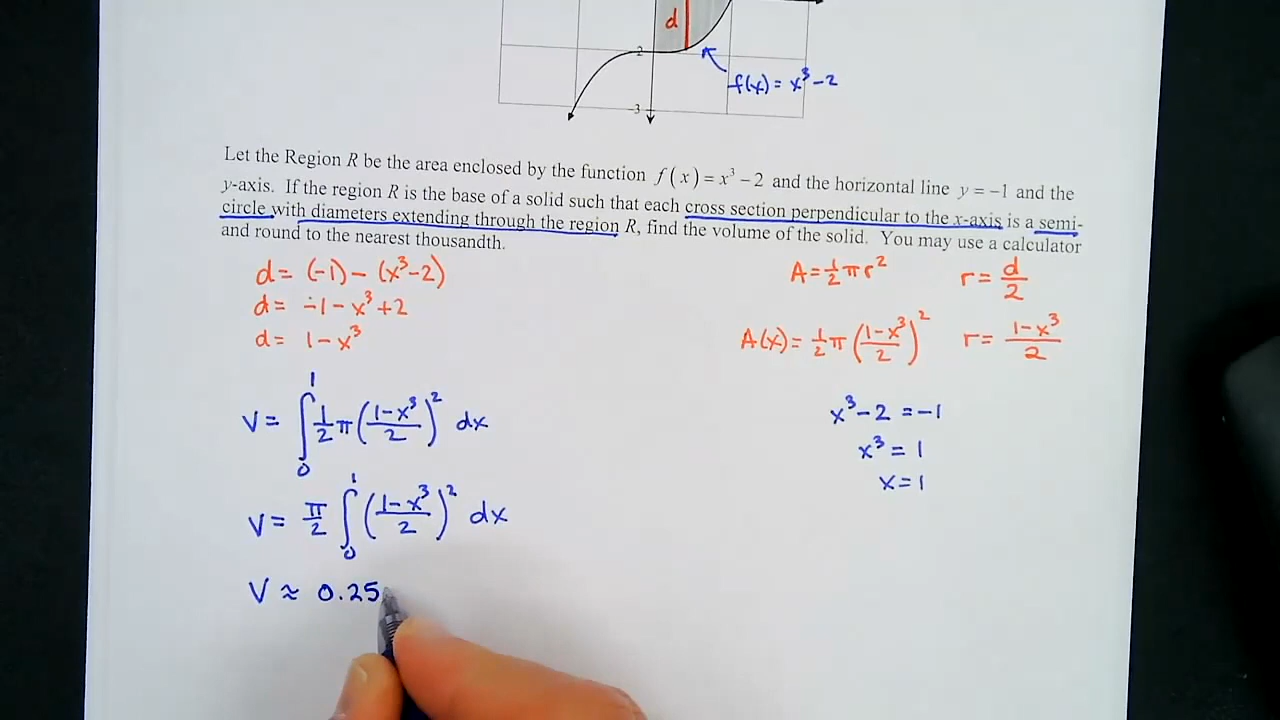 d
2
f(x) = x³ – 2
–3
Let the Region R be the area enclosed by the function f(x) = x³ – 2 and the horizontal line y = –1 and the
y-axis. If the region R is the base of a solid such that each cross section perpendicular to the x-axis is a semi-
circle with diameters extending through the region R, find the volume of the solid. You may use a calculator
and round to the nearest thousandth.
d = (-1) - (x³-2)
A = ½ π r²
r = d/2
d = -1 - x³ + 2
d = 1 - x³
A(x) = ½ π ((1-x³)/2)²
r = (1-x³)/2
V = ∫₀¹ ½ π ((1-x³)/2)² dx
x³ - 2 = -1
x³ = 1
x = 1
V = π/2 ∫₀¹ ((1-x³)/2)² dx
V ≈ 0.25